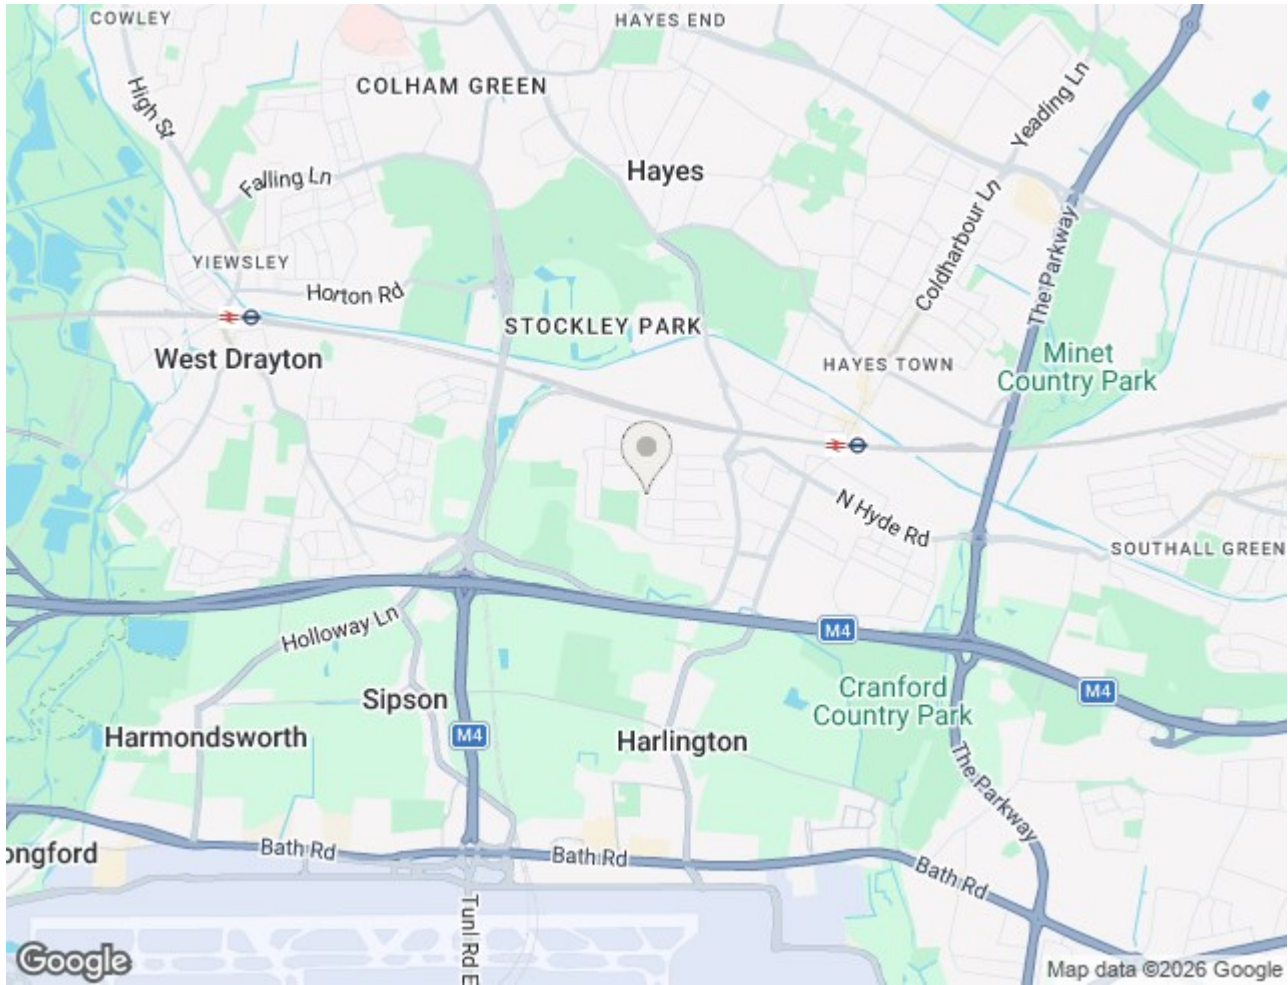 COWLEY
HAYES END
High St
COLHAM GREEN
Yeading Ln
Falling Ln
Hayes
Coldharbour Ln
The Parkway
YIEWSLEY
Horton Rd
STOCKLEY PARK
West Drayton
HAYES TOWN
Minet
Country Park
N Hyde Rd
SOUTHALL GREEN
Holloway Ln
M4
Sipson
Cranford
Country Park
M4
Harmondsworth
M4
Harlington
The Parkway
ongford
Bath Rd
Bath Rd
Bath Rd
Tunl Rd E
Google
Map data ©2026 Google